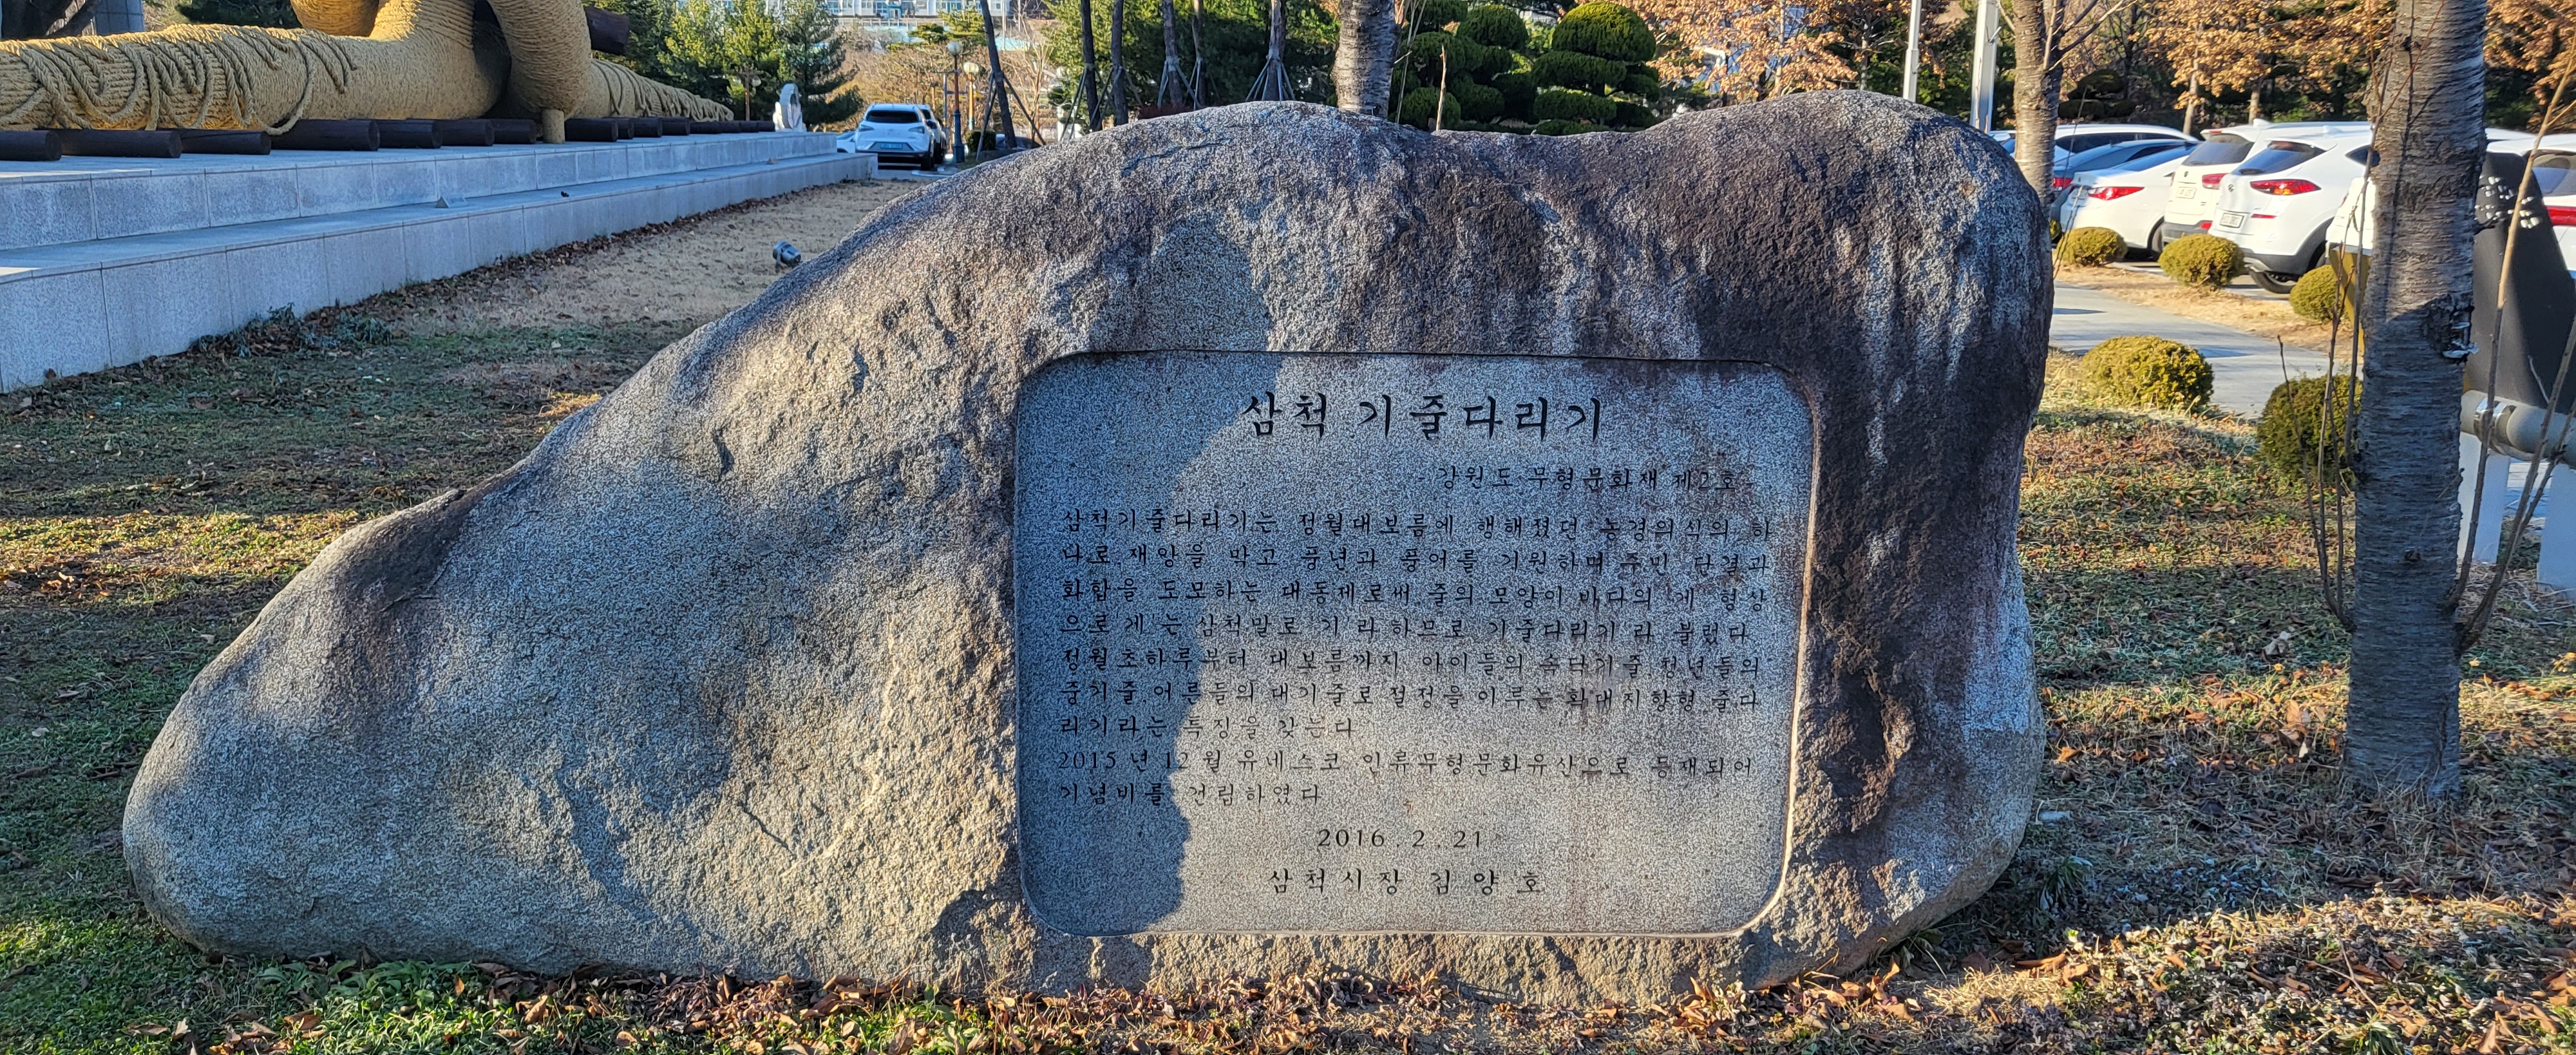 삼척 기줄다리기
- 강원도 무형문화재 제2호 -
삼척기줄다리기는 정월대보름에 행해졌던 농경의식의 하
나로 재앙을 막고 풍년과 풍어를 기원하며 주민 단결과
화합을 도모하는 대동제로써 줄의 모양이 바다의 게 형상
으로 게 는 삼척말로 기 라 하므로 기줄다리기 라 불렀다
정월초하루부터 대보름까지 아이들의 속닥기줄 청년들의
중기줄 어른들의 대기줄로 절정을 이루는 확대지향형 줄다
리기라는 특징을 갖는다
2015 년 12 월 유네스코 인류무형문화유산으로 등재되어
기념비를 건립하였다
2016 . 2 . 21
삼척시장 김양호